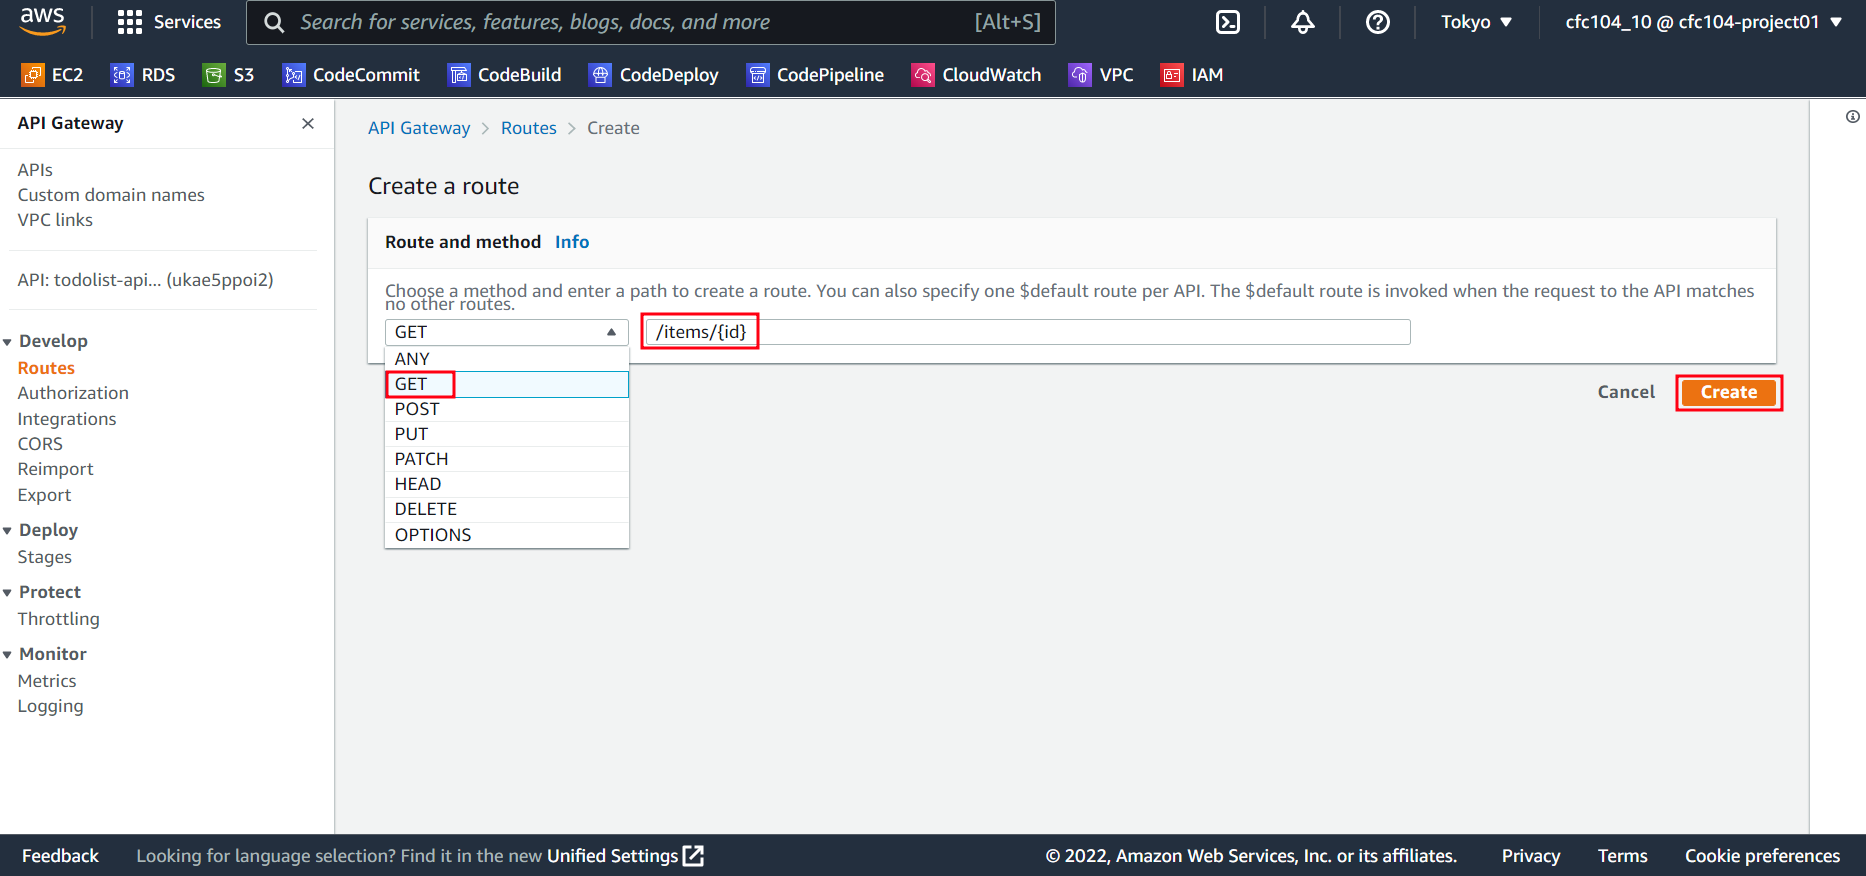 aws
Services
Search for services, features, blogs, docs, and more [Alt+S]
Tokyo
cfc104_10 @ cfc104-project01
EC2
RDS
S3
CodeCommit
CodeBuild
CodeDeploy
CodePipeline
CloudWatch
VPC
IAM
API Gateway
APIs
Custom domain names
VPC links
API: todolist-api... (ukae5ppoi2)
Develop
Routes
Authorization
Integrations
CORS
Reimport
Export
Deploy
Stages
Protect
Throttling
Monitor
Metrics
Logging
API Gateway > Routes > Create
Create a route
Route and method Info
Choose a method and enter a path to create a route. You can also specify one $default route per API. The $default route is invoked when the request to the API matches
no other routes.
GET
/items/{id}
ANY
GET
POST
PUT
PATCH
HEAD
DELETE
OPTIONS
Cancel
Create
Feedback
Looking for language selection? Find it in the new Unified Settings
© 2022, Amazon Web Services, Inc. or its affiliates.
Privacy
Terms
Cookie preferences